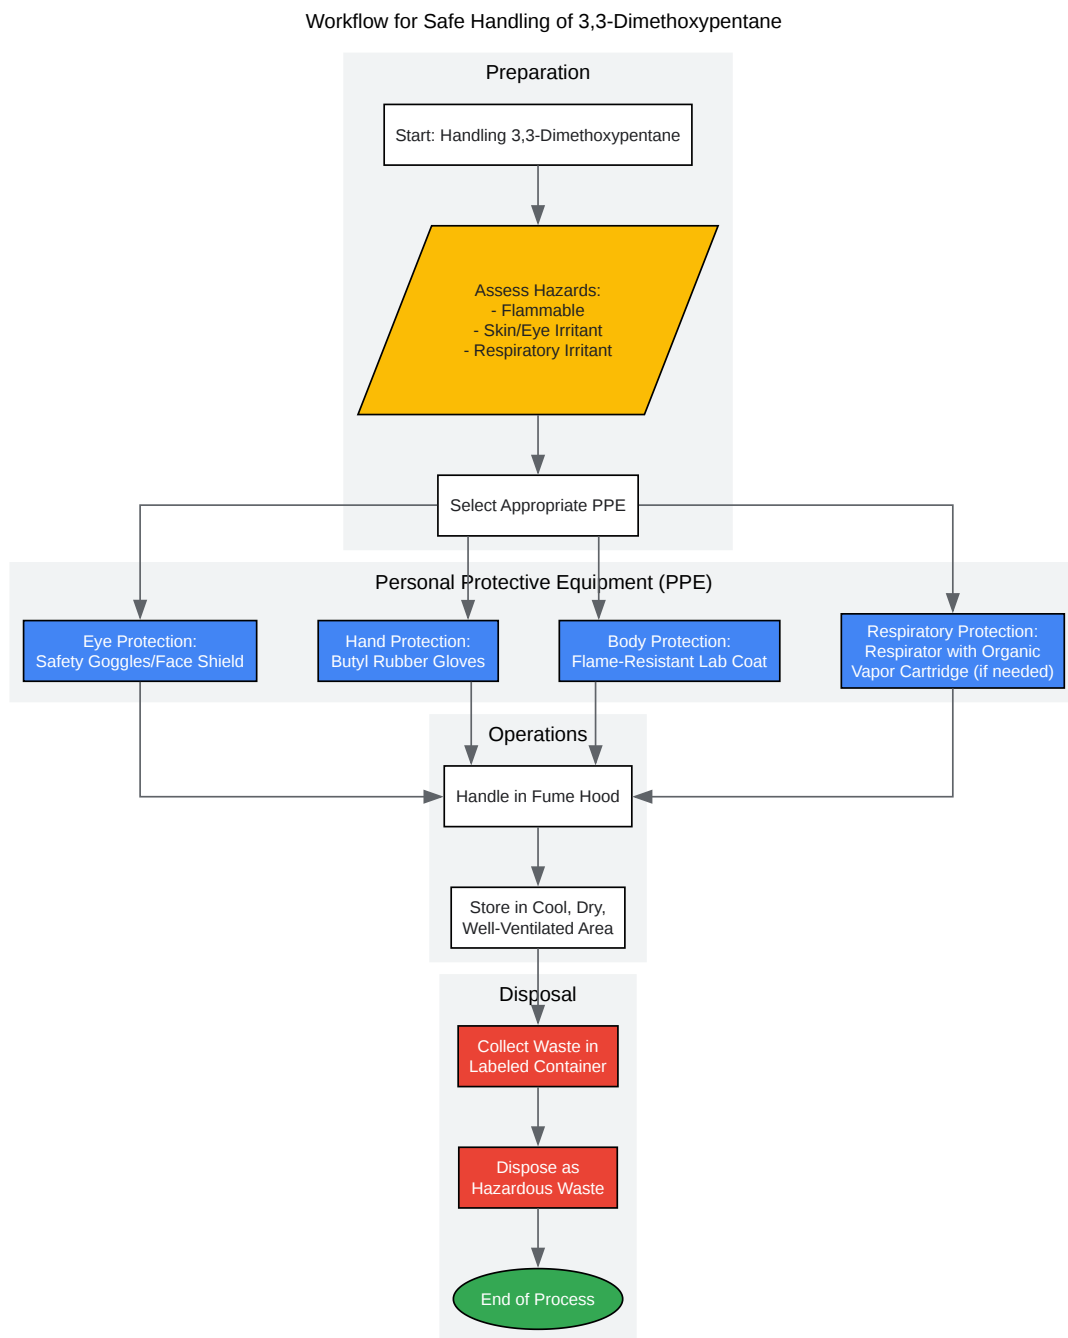 Workflow for Safe Handling of 3,3-Dimethoxypentane
Preparation
Start: Handling 3,3-Dimethoxypentane
Assess Hazards:
- Flammable
- Skin/Eye Irritant
- Respiratory Irritant
Select Appropriate PPE
Personal Protective Equipment (PPE)
Eye Protection:
Safety Goggles/Face Shield
Hand Protection:
Butyl Rubber Gloves
Body Protection:
Flame-Resistant Lab Coat
Respiratory Protection:
Respirator with Organic
Vapor Cartridge (if needed)
Operations
Handle in Fume Hood
Store in Cool, Dry,
Well-Ventilated Area
Disposal
Collect Waste in
Labeled Container
Dispose as
Hazardous Waste
End of Process